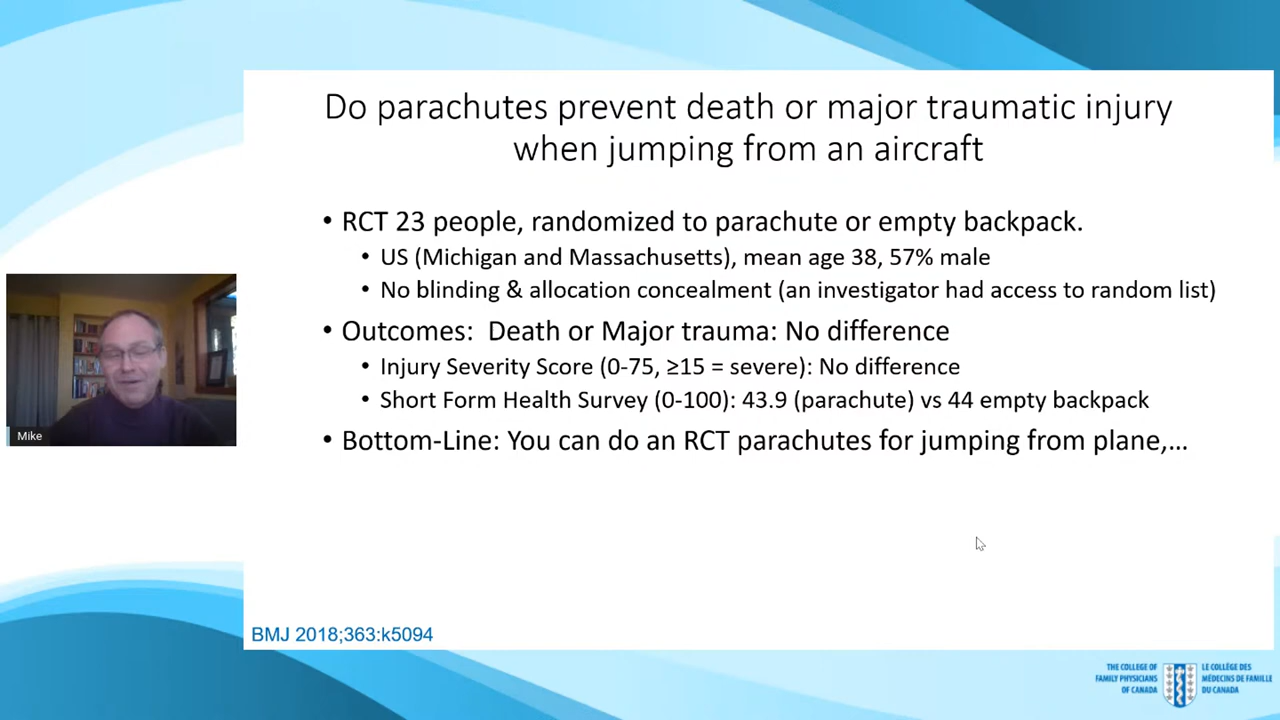 Do parachutes prevent death or major traumatic injury
when jumping from an aircraft
• RCT 23 people, randomized to parachute or empty backpack.
• US (Michigan and Massachusetts), mean age 38, 57% male
• No blinding & allocation concealment (an investigator had access to random list)
• Outcomes: Death or Major trauma: No difference
• Injury Severity Score (0-75, ≥15 = severe): No difference
• Short Form Health Survey (0-100): 43.9 (parachute) vs 44 empty backpack
• Bottom-Line: You can do an RCT parachutes for jumping from plane,...
Mike
BMJ 2018;363:k5094
THE COLLEGE OF
FAMILY PHYSICIANS
OF CANADA
LE COLLÈGE DES
MÉDECINS DE FAMILLE
DU CANADA